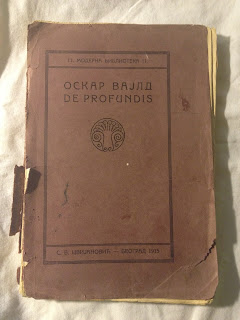 МОДЕРНА БИБЛИОТЕКА
ОСКАР ВАЈЛД
DE PROFUNDIS
С. Б. ЦВИЈАНОВИЋ — БЕОГРАД